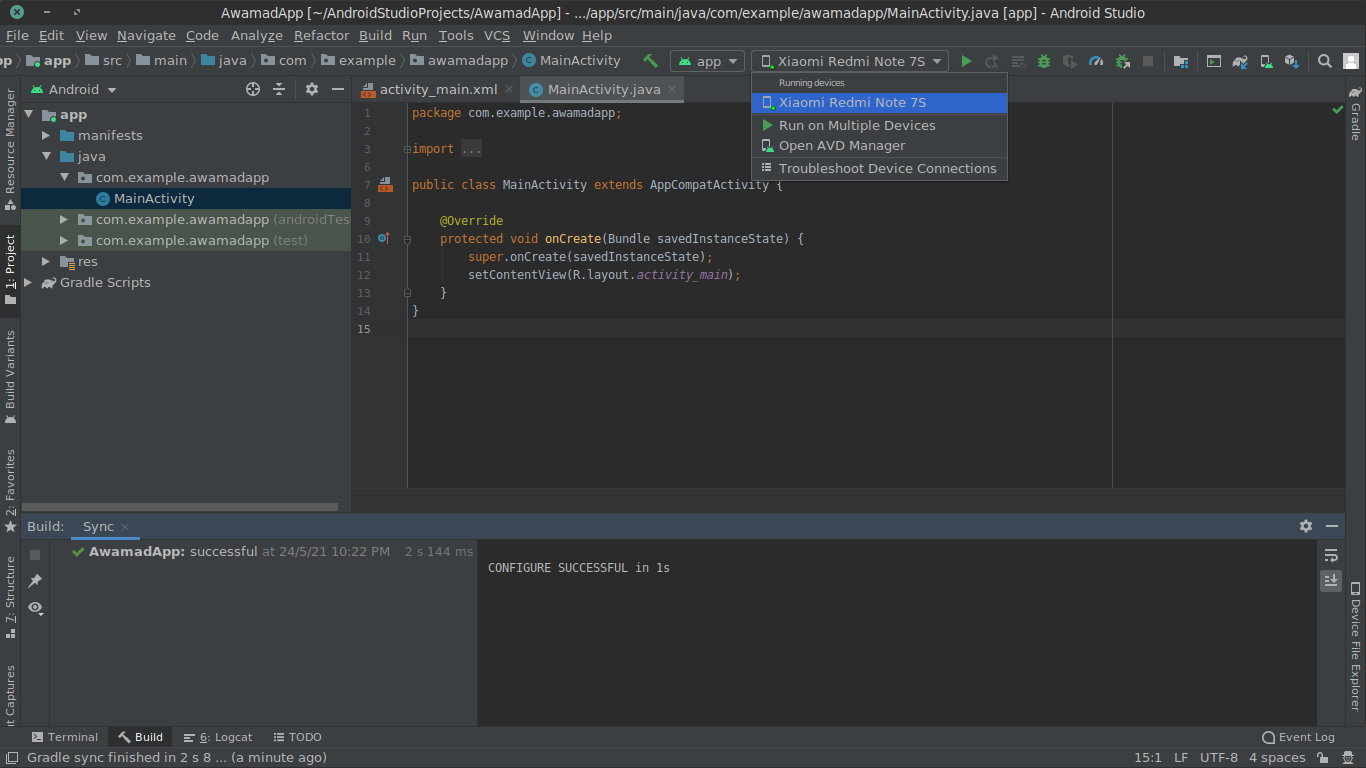 AwamadApp [~/AndroidStudioProjects/AwamadApp] - .../app/src/main/java/com/example/awamadapp/MainActivity.java [app] - Android Studio
File Edit View Navigate Code Analyze Refactor Build Run Tools VCS Window Help
pp app src main java com example awamadapp MainActivity app Xiaomi Redmi Note 7S
Running devices
Xiaomi Redmi Note 7S
Run on Multiple Devices
Open AVD Manager
Troubleshoot Device Connections
Resource Manager
1: Project
Build Variants
2: Favorites
7: Structure
ut Captures
Android
app
manifests
java
com.example.awamadapp
MainActivity
com.example.awamadapp (androidTes
com.example.awamadapp (test)
res
Gradle Scripts
activity_main.xml MainActivity.java
1 package com.example.awamadapp;
2
3 import ...
6
7 public class MainActivity extends AppCompatActivity {
8
9 @Override
10 protected void onCreate(Bundle savedInstanceState) {
11 super.onCreate(savedInstanceState);
12 setContentView(R.layout.activity_main);
13 }
14 }
15
Gradle
Device File Explorer
Build: Sync
AwamadApp: successful at 24/5/21 10:22 PM 2 s 144 ms
CONFIGURE SUCCESSFUL in 1s
Terminal Build 6: Logcat TODO Event Log
Gradle sync finished in 2 s 8 ... (a minute ago) 15:1 LF UTF-8 4 spaces